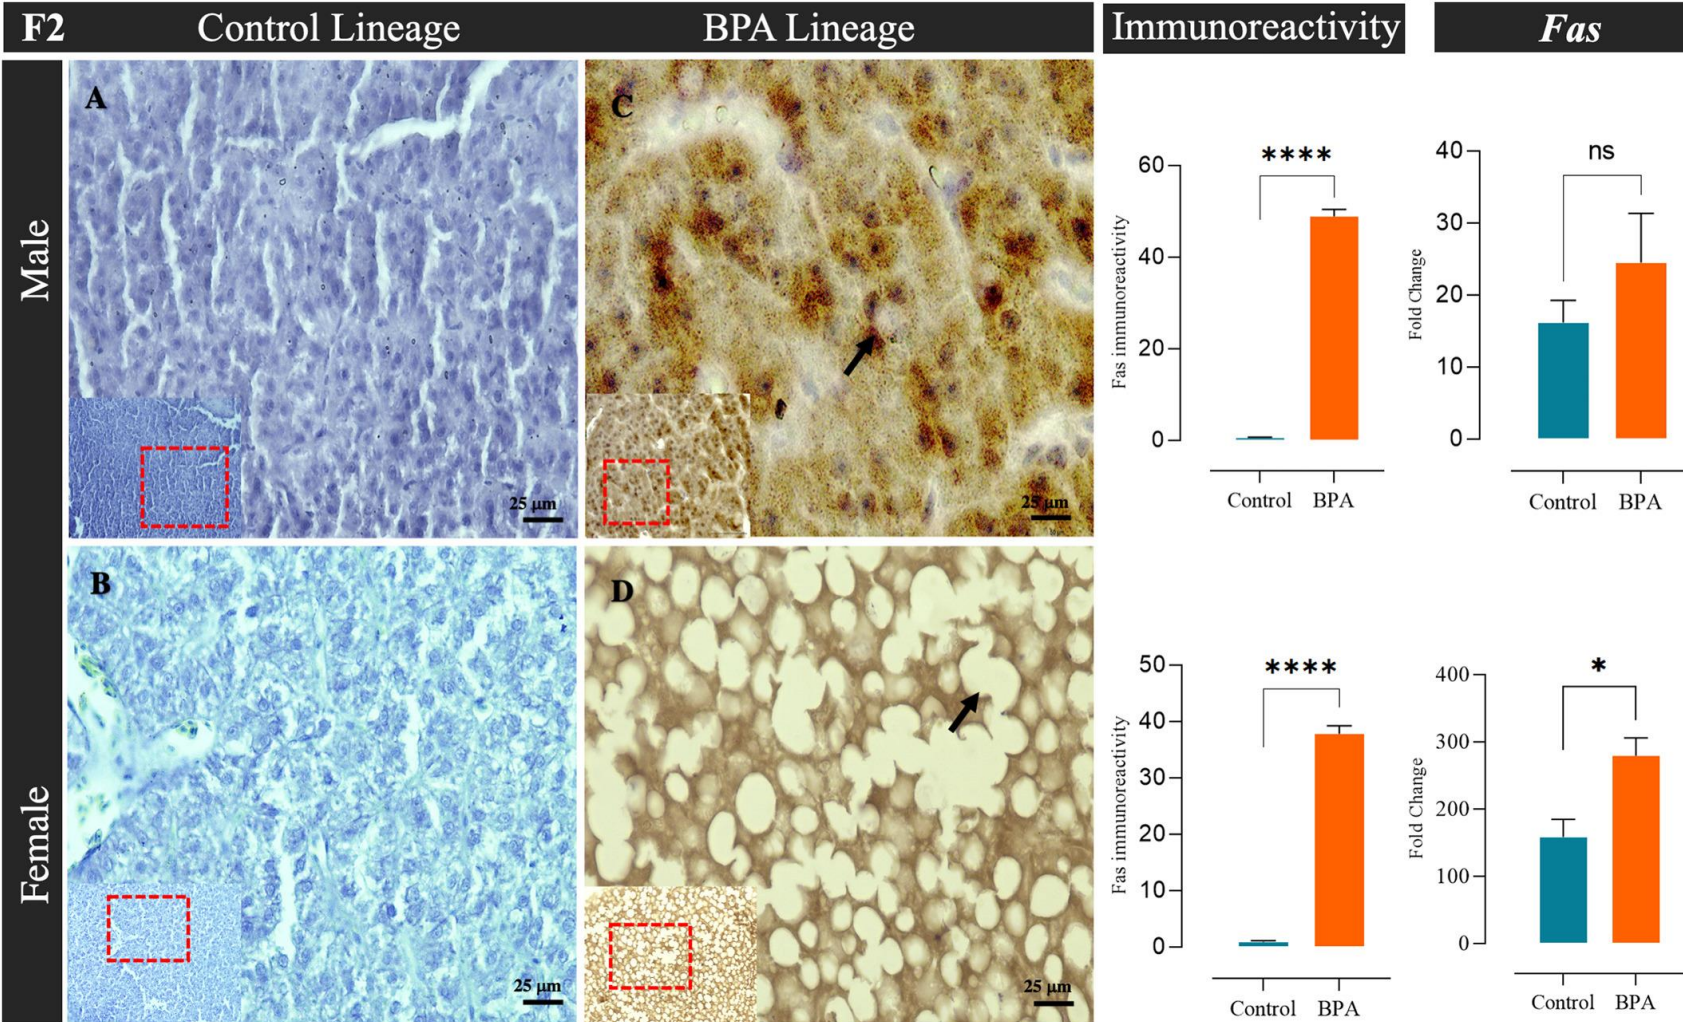 F2 Control Lineage BPA Lineage Immunoreactivity Fas
Male
A
25 μm
C
25 μm
Fas immunoreactivity
60
40
20
0
****
Control BPA
Fold Change
40
30
20
10
0
ns
Control BPA
Female
B
25 μm
D
25 μm
Fas immunoreactivity
50
40
30
20
10
0
****
Control BPA
Fold Change
400
300
200
100
0
*
Control BPA